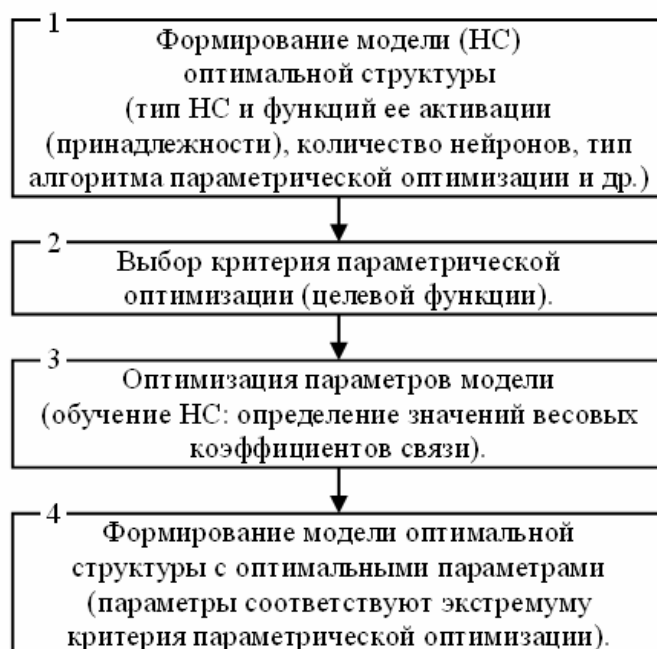 1
Формирование модели (НС)
оптимальной структуры
(тип НС и функций ее активации
(принадлежности), количество нейронов, тип
алгоритма параметрической оптимизации и др.)
2
Выбор критерия параметрической
оптимизации (целевой функции).
3
Оптимизация параметров модели
(обучение НС: определение значений весовых
коэффициентов связи).
4
Формирование модели оптимальной
структуры с оптимальными параметрами
(параметры соответствуют экстремуму
критерия параметрической оптимизации).